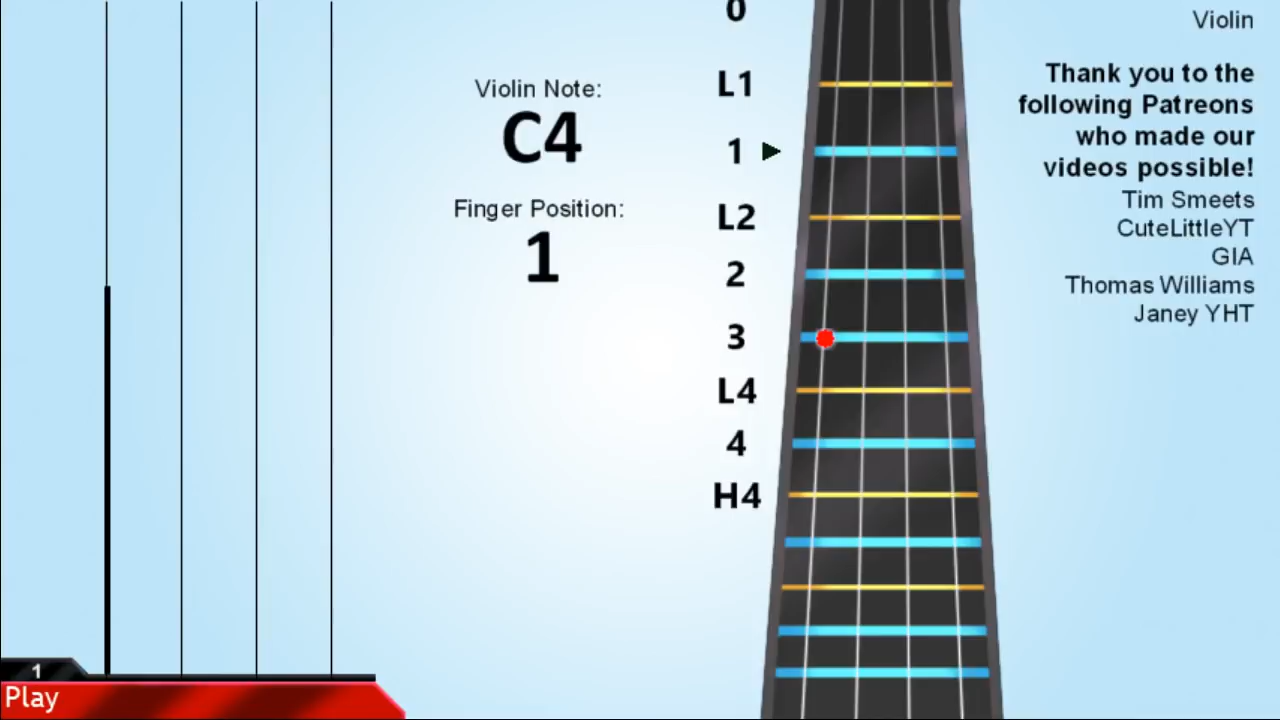 0
Violin
Thank you to the
following Patreons
who made our
videos possible!
Tim Smeets
CuteLittleYT
GIA
Thomas Williams
Janey YHT
Violin Note:
C4
Finger Position:
1
L1
1
L2
2
3
L4
4
H4
1
Play